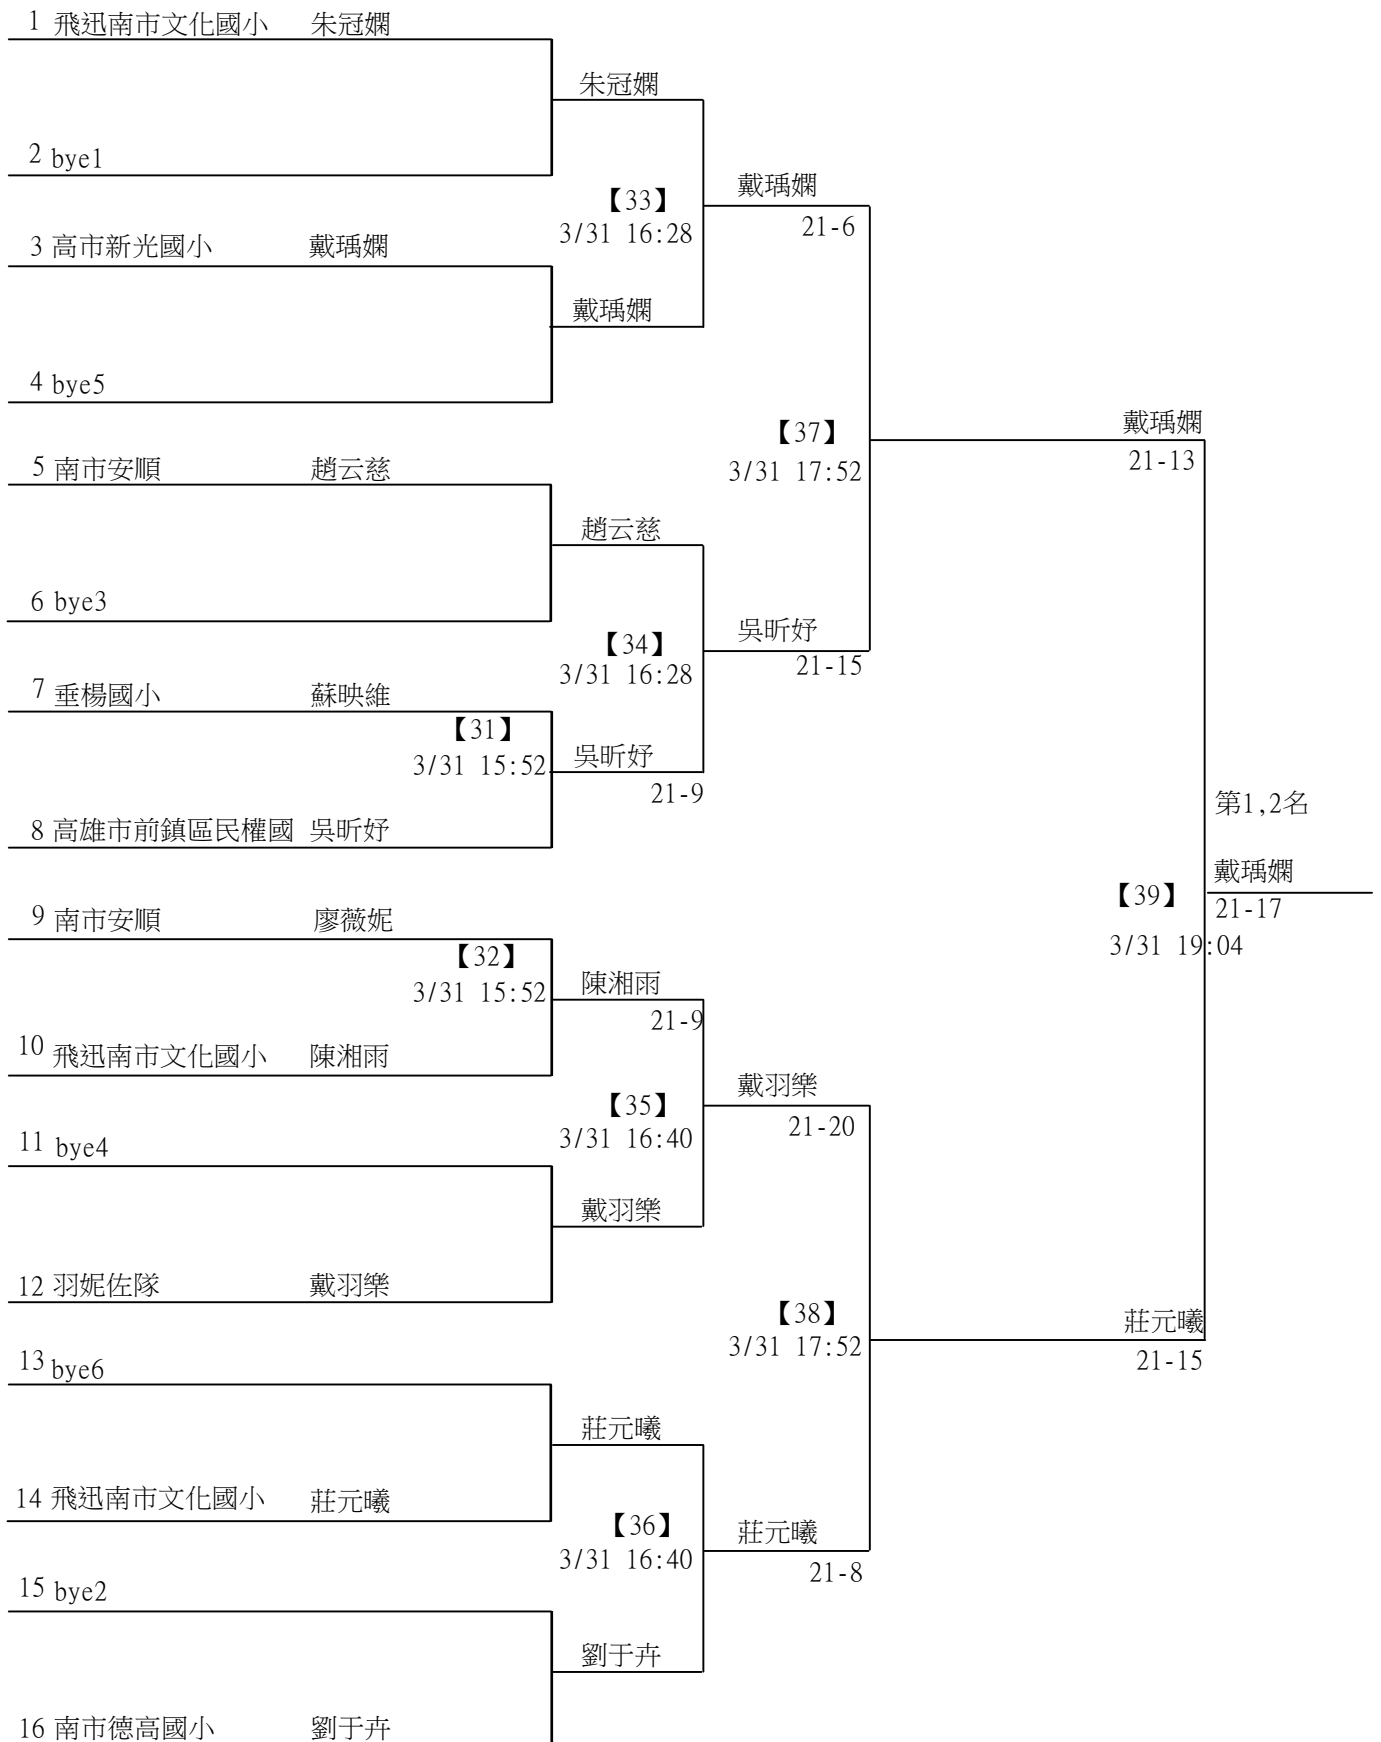 1 飛迅南市文化國小 朱冠嫻
朱冠嫻
2 bye1
【33】
3/31 16:28
戴瑀嫻
21-6
3 高市新光國小 戴瑀嫻
戴瑀嫻
4 bye5
【37】
3/31 17:52
戴瑀嫻
21-13
5 南市安順 趙云慈
趙云慈
6 bye3
【34】
3/31 16:28
吳昕妤
21-15
7 垂楊國小 蘇映維
【31】
3/31 15:52
吳昕妤
21-9
8 高雄市前鎮區民權國 吳昕妤
第1,2名
【39】
3/31 19:04
戴瑀嫻
21-17
9 南市安順 廖薇妮
【32】
3/31 15:52
陳湘雨
21-9
10 飛迅南市文化國小 陳湘雨
【35】
3/31 16:40
戴羽樂
21-20
11 bye4
戴羽樂
12 羽妮佐隊 戴羽樂
【38】
3/31 17:52
莊元曦
21-15
13 bye6
莊元曦
14 飛迅南市文化國小 莊元曦
【36】
3/31 16:40
莊元曦
21-8
15 bye2
劉于卉
16 南市德高國小 劉于卉